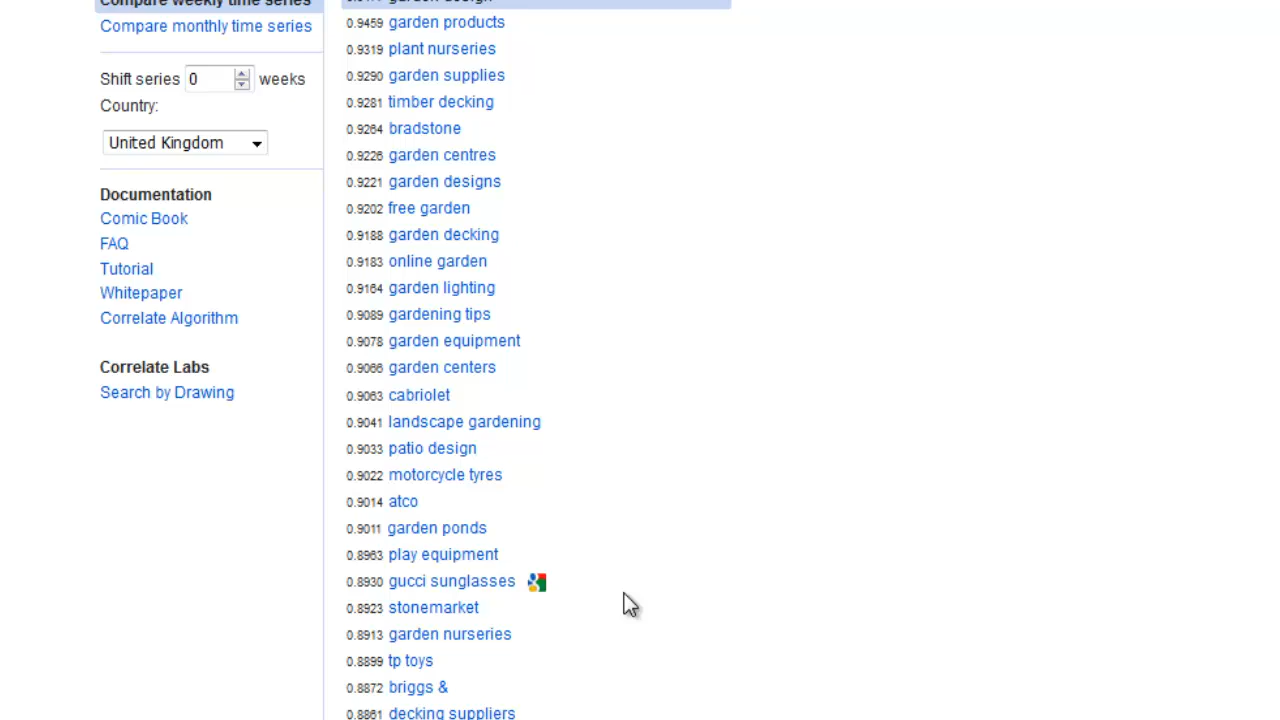 Compare weekly time series
Compare monthly time series
Shift series 0 weeks
Country:
United Kingdom
Documentation
Comic Book
FAQ
Tutorial
Whitepaper
Correlate Algorithm
Correlate Labs
Search by Drawing
garden design
0.9459 garden products
0.9319 plant nurseries
0.9290 garden supplies
0.9281 timber decking
0.9264 bradstone
0.9226 garden centres
0.9221 garden designs
0.9202 free garden
0.9188 garden decking
0.9183 online garden
0.9164 garden lighting
0.9089 gardening tips
0.9078 garden equipment
0.9066 garden centers
0.9063 cabriolet
0.9041 landscape gardening
0.9033 patio design
0.9022 motorcycle tyres
0.9014 atco
0.9011 garden ponds
0.8963 play equipment
0.8930 gucci sunglasses
0.8923 stonemarket
0.8913 garden nurseries
0.8899 tp toys
0.8872 briggs &
0.8861 decking suppliers